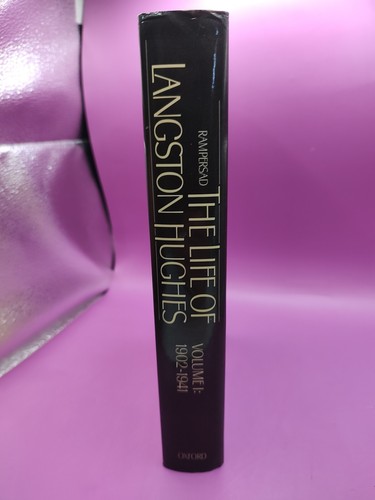 RAMPERSAD
THE LIFE OF
LANGSTON HUGHES
VOLUME I:
1902-1941
OXFORD